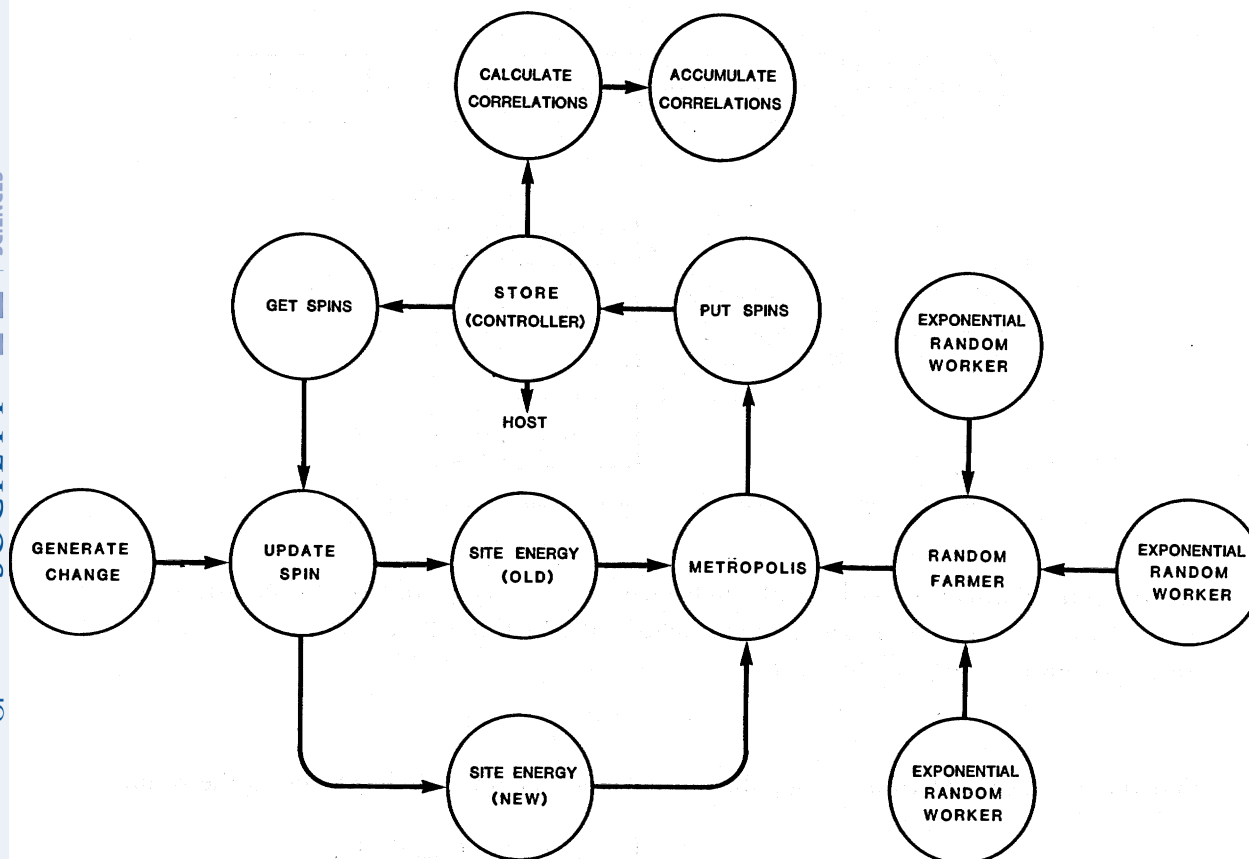 CALCULATE
CORRELATIONS
ACCUMULATE
CORRELATIONS
GET SPINS
STORE
(CONTROLLER)
PUT SPINS
EXPONENTIAL
RANDOM
WORKER
HOST
GENERATE
CHANGE
UPDATE
SPIN
SITE ENERGY
(OLD)
METROPOLIS
RANDOM
FARMER
EXPONENTIAL
RANDOM
WORKER
SITE ENERGY
(NEW)
EXPONENTIAL
RANDOM
WORKER